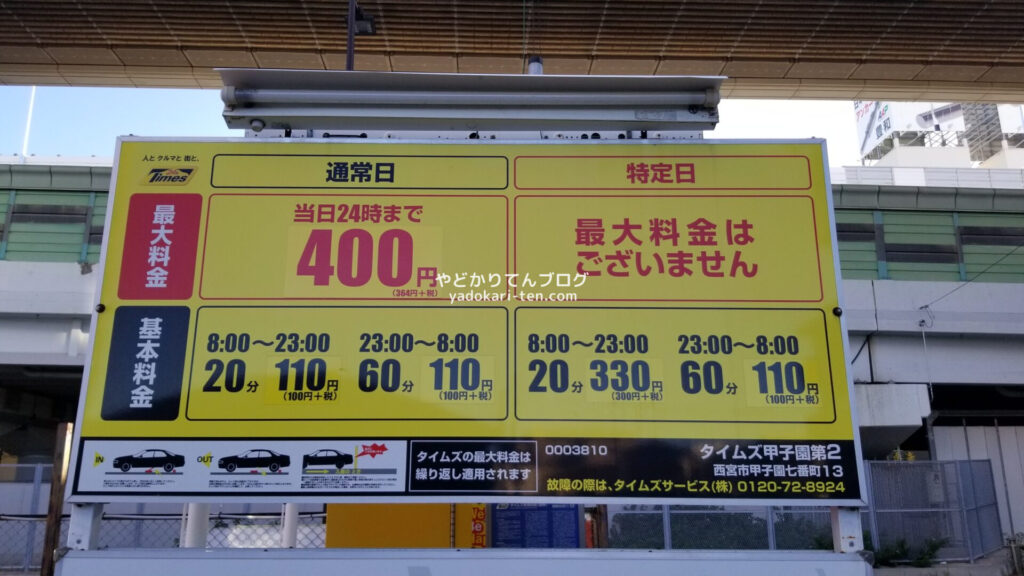 人と クルマと 街と、
Times
通常日
特定日
最大料金
当日24時まで
400円
(364円+税)
最大料金は
ございません
やどかりてんブログ
yadokari-ten.com
基本料金
8:00～23:00
20分 110円
(100円+税)
23:00～8:00
60分 110円
(100円+税)
8:00～23:00
20分 330円
(300円+税)
23:00～8:00
60分 110円
(100円+税)
IN
OUT
タイムズの最大料金は
繰り返し適用されます
0003810
タイムズ甲子園第2
西宮市甲子園七番町13
故障の際は、タイムズサービス(株) 0120-72-8924